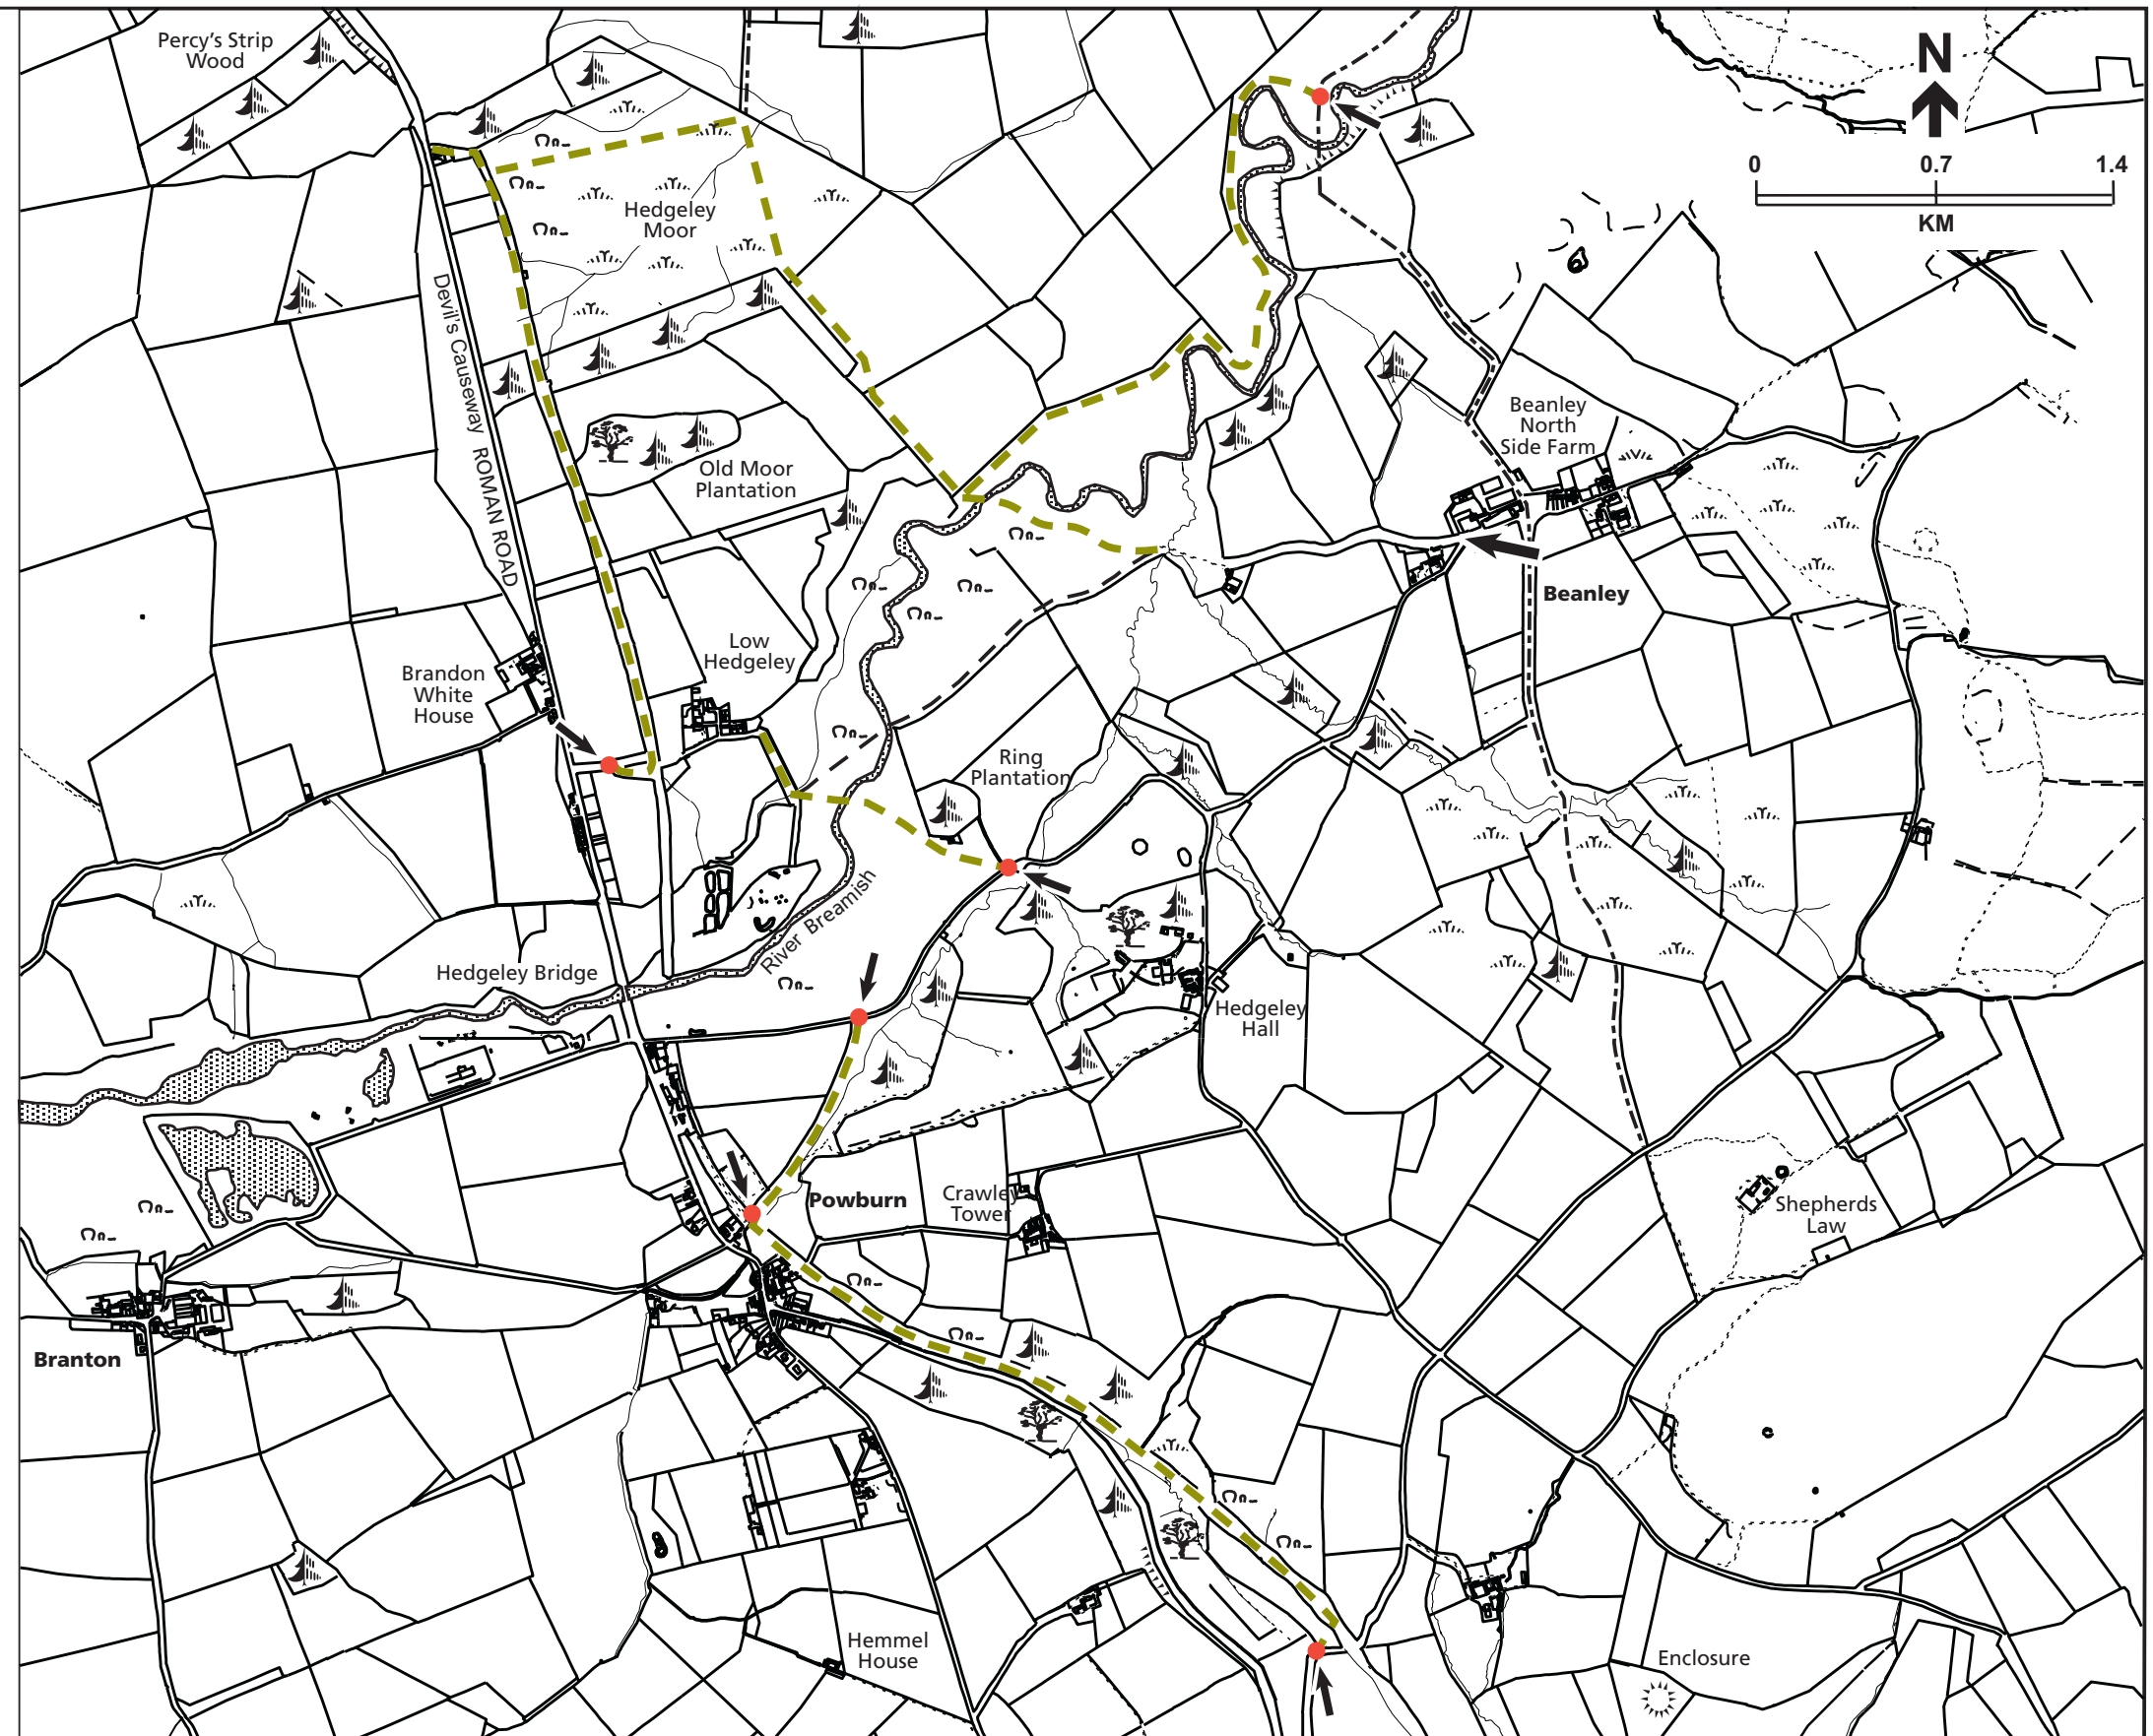 Percy's Strip
Wood
N
0
0.7
1.4
KM
Hedgeley
Moor
Devil's Causeway ROMAN ROAD
Beanley
North
Side Farm
Old Moor
Plantation
Beanley
Low
Hedgeley
Brandon
White
House
Ring
Plantation
River Breamish
Hedgeley Bridge
Hedgeley
Hall
Powburn
Crawley
Tower
Shepherds
Law
Branton
Hemmel
House
Enclosure